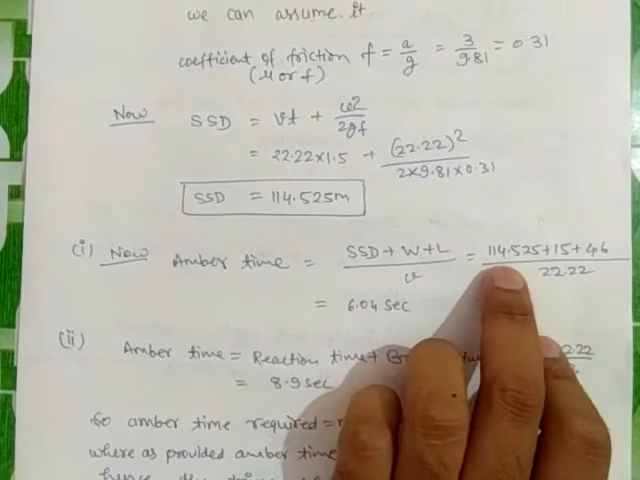 we can assume it
coefficient of friction f = a/g = 3/9.81 = 0.31
(μ or f)
Now SSD = vt + v²/2gf
= 22.22×1.5 + (22.22)²/2×9.81×0.31
SSD = 114.525m
(i) Now Amber time = SSD+W+L/v = 114.525+15+4.6/22.22
= 6.04 sec
(ii) Amber time = Reaction time +
= 8.9 sec
So amber time required =
where as provided amber time
hence